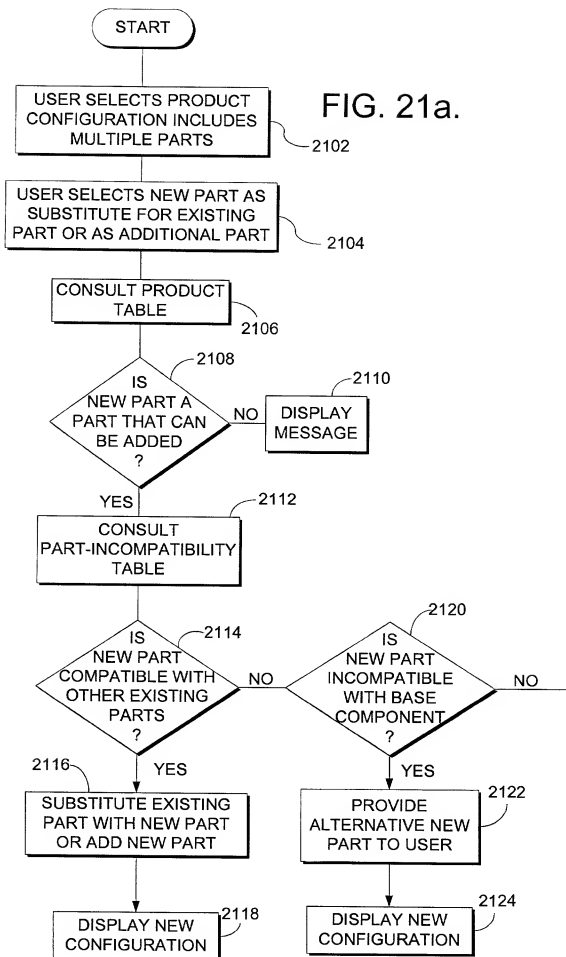 START
FIG. 21a.
USER SELECTS PRODUCT
CONFIGURATION INCLUDES
MULTIPLE PARTS
2102
USER SELECTS NEW PART AS
SUBSTITUTE FOR EXISTING
PART OR AS ADDITIONAL PART
2104
CONSULT PRODUCT
TABLE
2106
2108
IS
NEW PART A
PART THAT CAN
BE ADDED
?
NO
2110
DISPLAY
MESSAGE
YES
2112
CONSULT
PART-INCOMPATIBILITY
TABLE
2114
IS
NEW PART
COMPATIBLE WITH
OTHER EXISTING
PARTS
?
NO
2120
IS
NEW PART
INCOMPATIBLE
WITH BASE
COMPONENT
?
NO
YES
2116
SUBSTITUTE EXISTING
PART WITH NEW PART
OR ADD NEW PART
YES
2122
PROVIDE
ALTERNATIVE NEW
PART TO USER
2118
DISPLAY NEW
CONFIGURATION
2124
DISPLAY NEW
CONFIGURATION